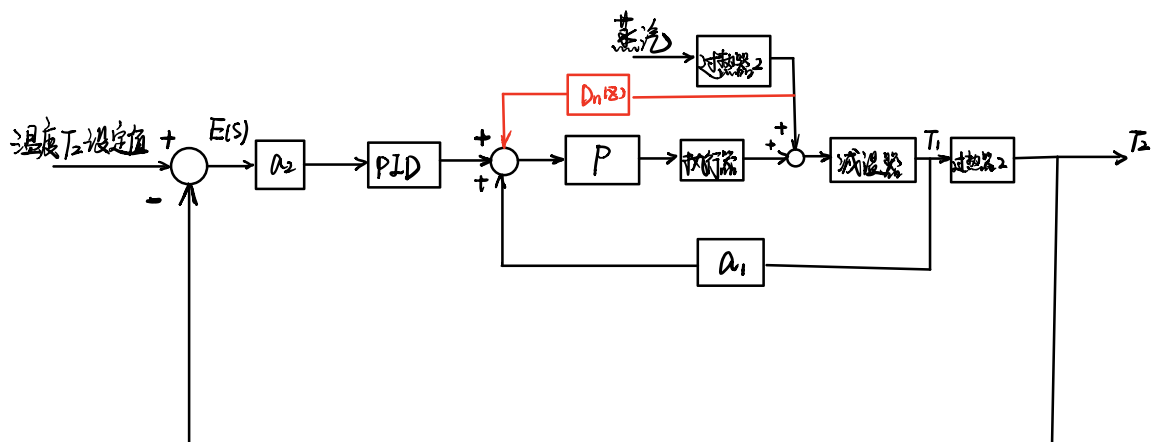 蒸汽
过热器2
Dn(z)
温度T2设定值
+
-
E(s)
a2
PID
+
+
P
执行器
+
+
减温器
T1
过热器2
T2
a1